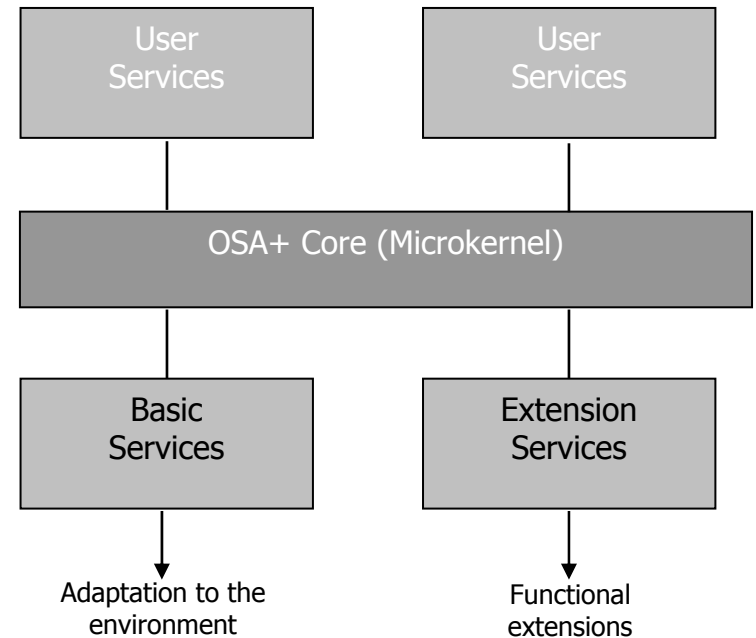 User
Services
User
Services
OSA+ Core (Microkernel)
Basic
Services
Extension
Services
Adaptation to the
environment
Functional
extensions